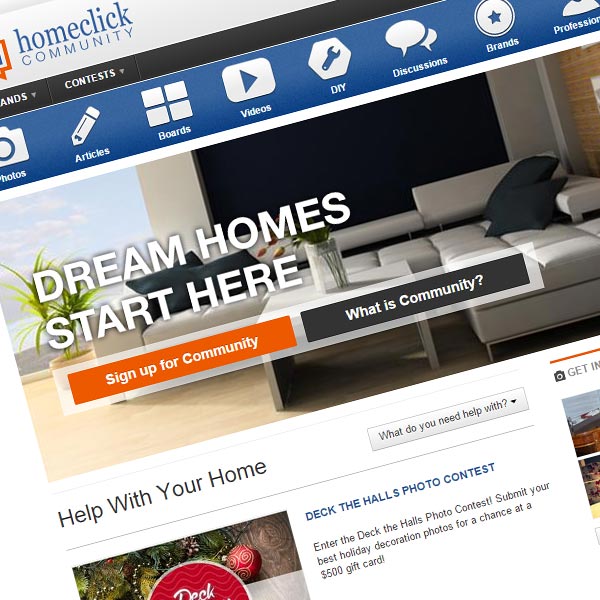 homeclick
COMMUNITY
CONTESTS
Articles
Boards
Videos
DIY
Discussions
Brands
DREAM HOMES
START HERE
Sign up for Community
What is Community?
What do you need help with?
GET IN
Help With Your Home
DECK THE HALLS PHOTO CONTEST
Enter the Deck the Halls Photo Contest! Submit your
best holiday decoration photos for a chance at a
$500 gift card!
Deck